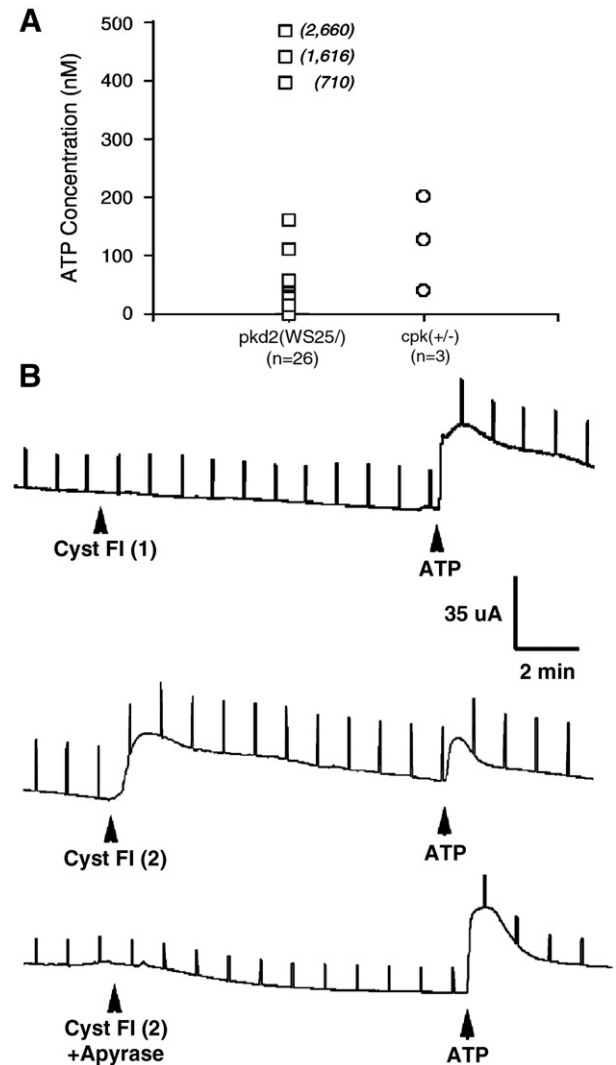 A
ATP Concentration (nM)
500
400
300
200
100
0
(2,660)
(1,616)
(710)
pkd2(WS25/)
(n=26)
cpk(+/-)
(n=3)
B
Cyst Fl (1)
ATP
35 uA
2 min
Cyst Fl (2)
ATP
Cyst Fl (2)
+Apyrase
ATP